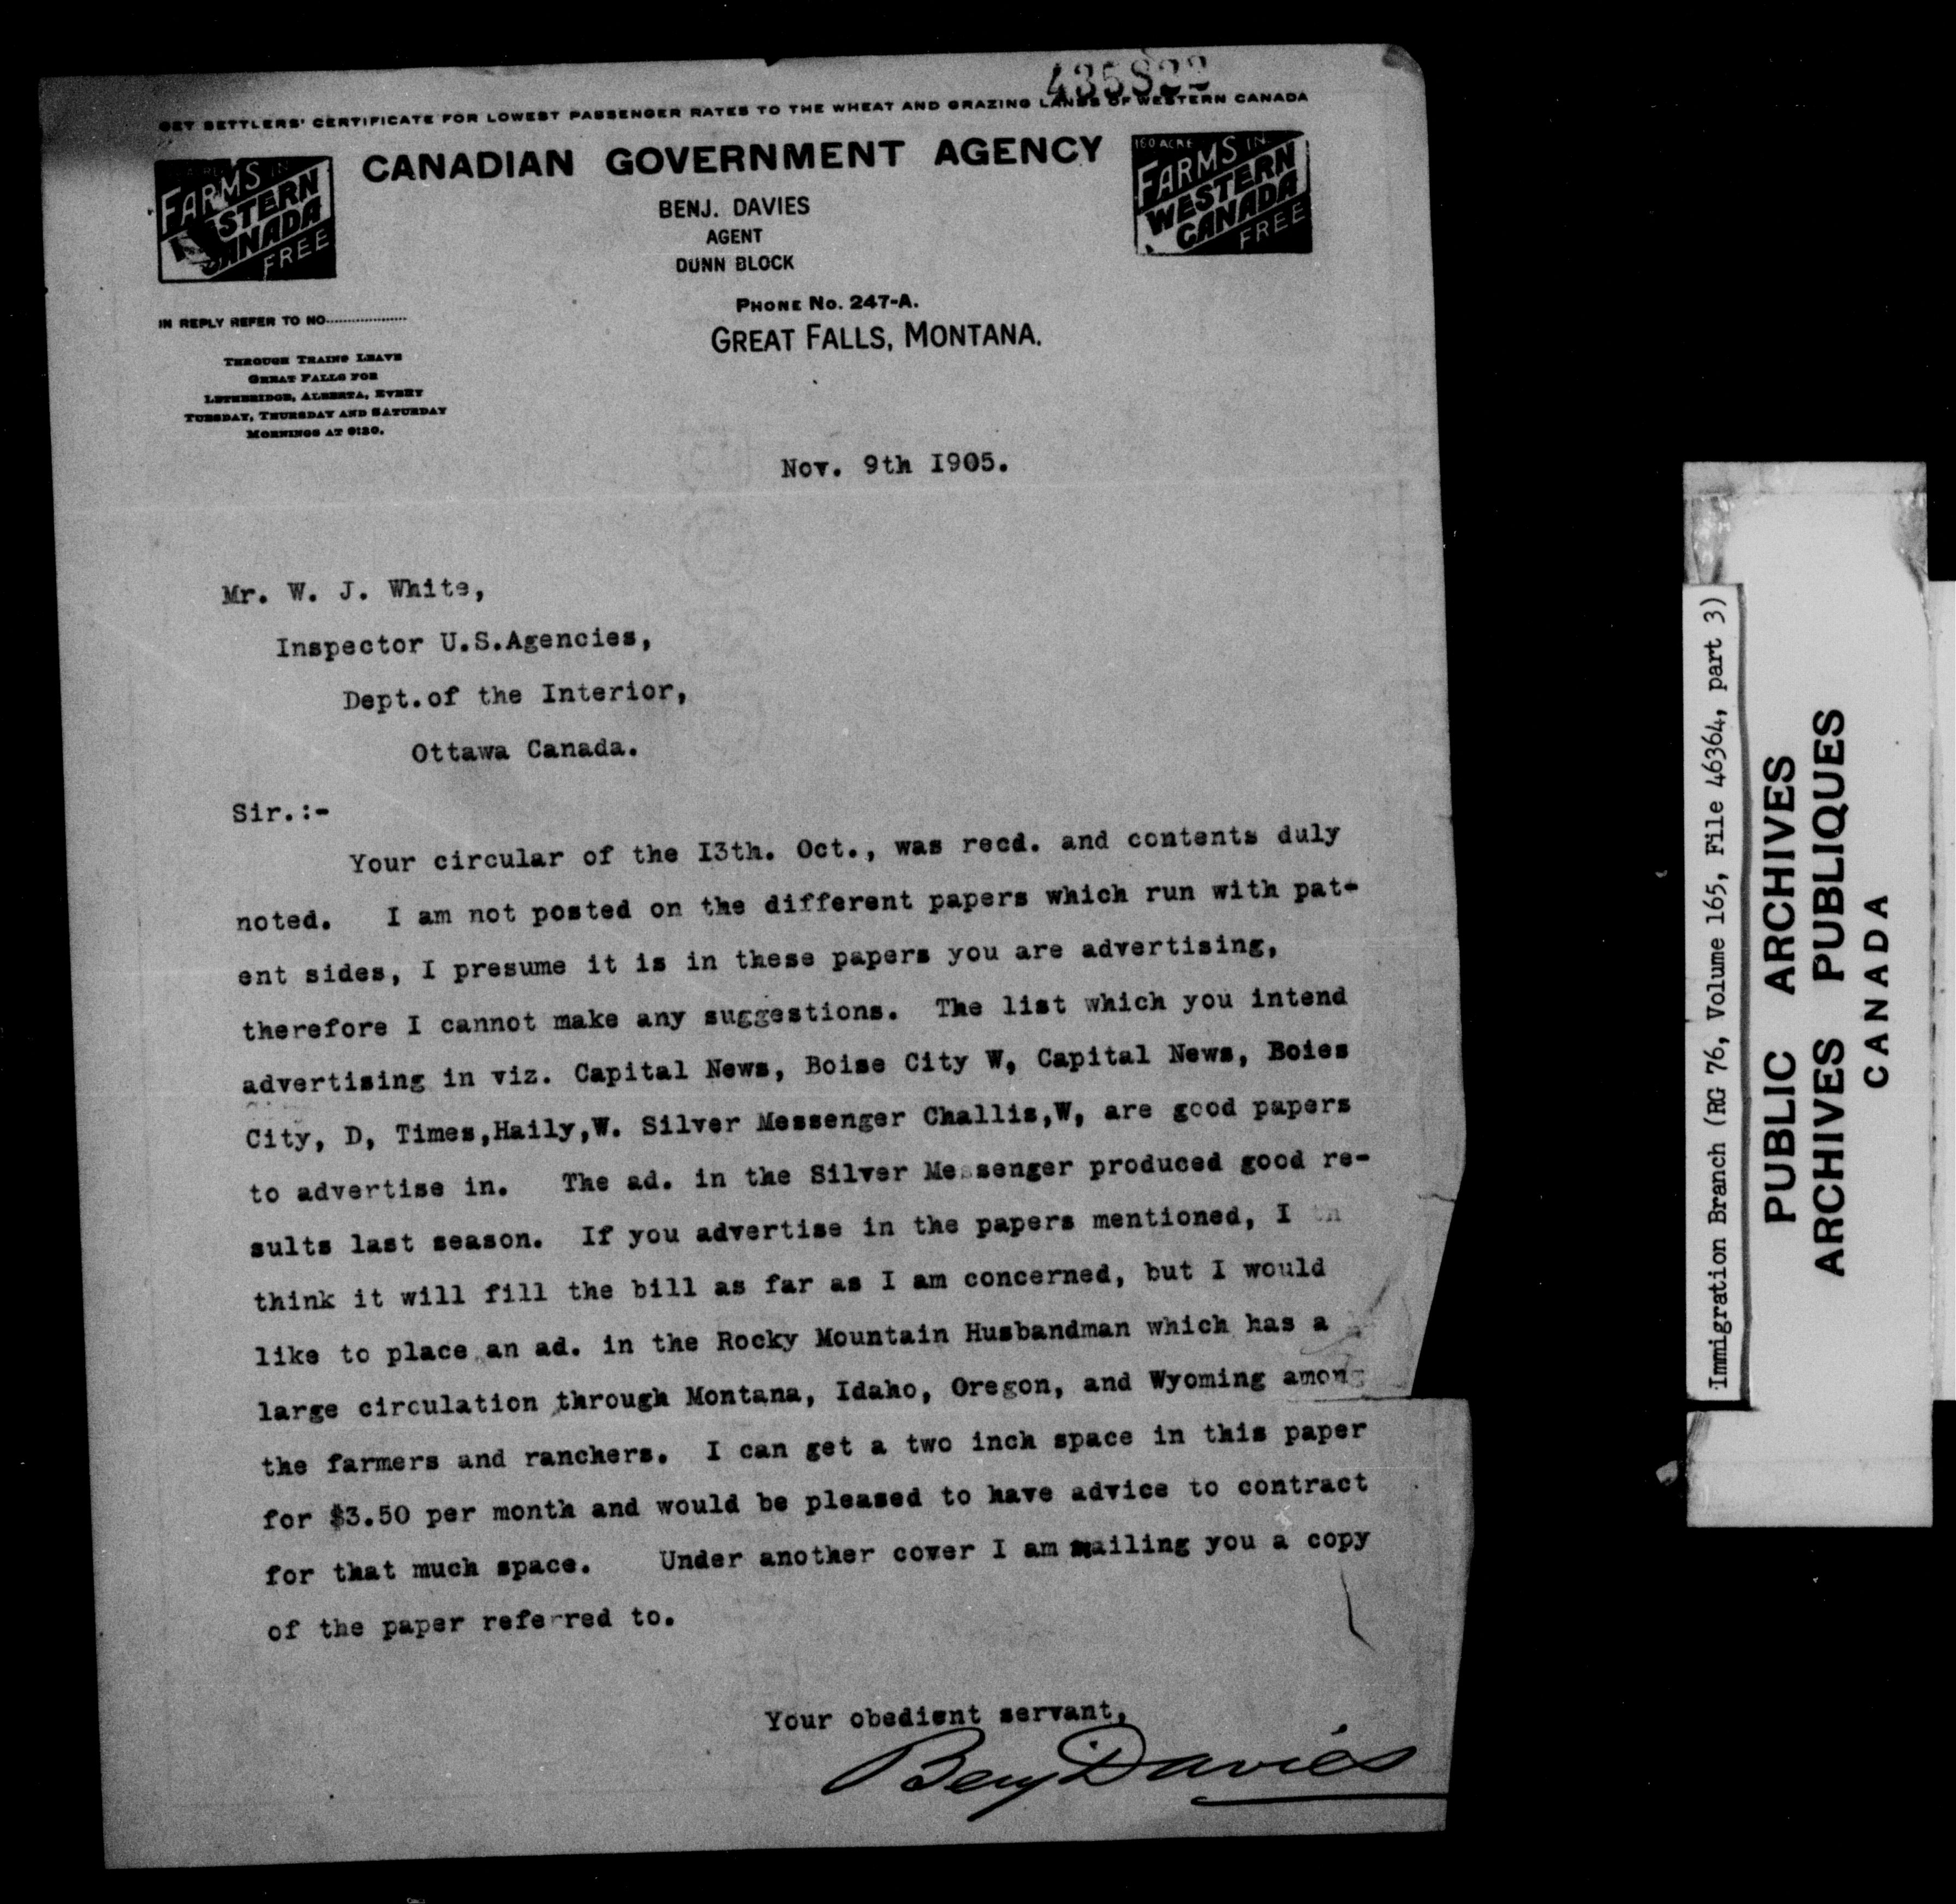 435822
GET SETTLERS' CERTIFICATE FOR LOWEST PASSENGER RATES TO THE WHEAT AND GRAZING LANDS OF WESTERN CANADA
FARMS IN
WESTERN
CANADA
FREE
CANADIAN GOVERNMENT AGENCY
160 ACRE
FARMS IN
WESTERN
CANADA
FREE
BENJ. DAVIES
AGENT
DUNN BLOCK
PHONE NO. 247-A.
GREAT FALLS, MONTANA.
IN REPLY REFER TO NO...................
THROUGH TRAINS LEAVE
GREAT FALLS FOR
LETHBRIDGE, ALBERTA, EVERY
TUESDAY, THURSDAY AND SATURDAY
MORNINGS AT
Nov. 9th I905.
Mr. W. J. White,
Inspector U.S.Agencies,
Dept.of the Interior,
Ottawa Canada.
Sir.:-
Your circular of the I3th. Oct., was recd. and contents duly
noted. I am not posted on the different papers which run with pat-
ent sides, I presume it is in these papers you are advertising,
therefore I cannot make any suggestions. The list which you intend
advertising in viz. Capital News, Boise City W, Capital News, Boies
City, D, Times,Haily,W. Silver Messenger Challis,W, are good papers
to advertise in. The ad. in the Silver Messenger produced good re-
sults last season. If you advertise in the papers mentioned, I th
think it will fill the bill as far as I am concerned, but I would
like to place an ad. in the Rocky Mountain Husbandman which has a
large circulation through Montana, Idaho, Oregon, and Wyoming among
the farmers and ranchers. I can get a two inch space in this paper
for $3.50 per month and would be pleased to have advice to contract
for that much space. Under another cover I am mailing you a copy
of the paper referred to.
Your obedient servant,
Benj Davies
Immigration Branch (RG 76, Volume 165, File 46364, part 3)
PUBLIC ARCHIVES
ARCHIVES PUBLIQUES
CANADA